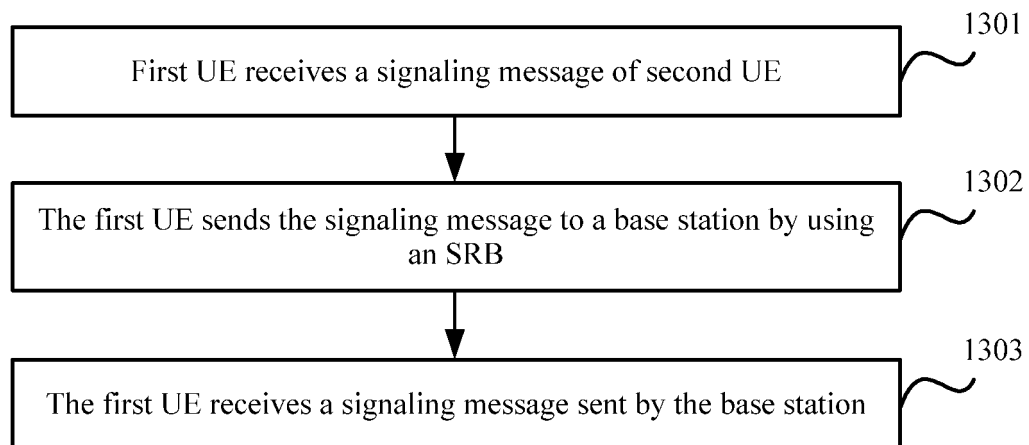 1301
First UE receives a signaling message of second UE
1302
The first UE sends the signaling message to a base station by using
an SRB
1303
The first UE receives a signaling message sent by the base station